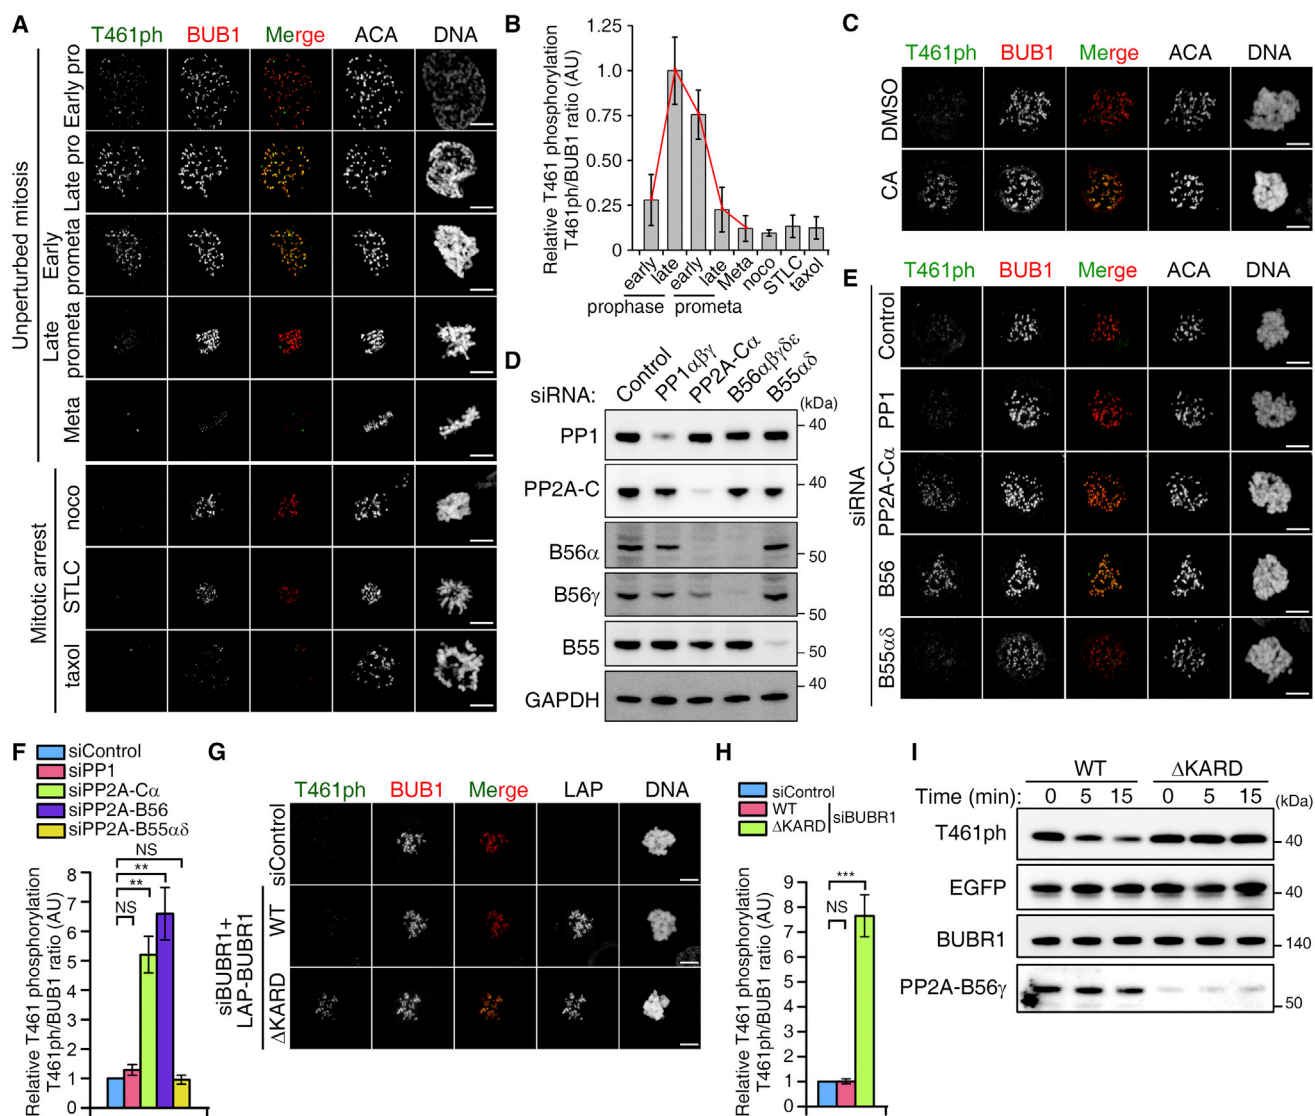 A
T461ph BUB1 Merge ACA DNA
Unperturbed mitosis
Early pro
Late pro
Early prometa
Late prometa
Meta
Mitotic arrest
noco
STLC
taxol
B
Relative T461 phosphorylation
T461ph/BUB1 ratio (AU)
1.25
1.0
0.75
0.50
0.25
0
early late early late Meta noco STLC taxol
prophase prometa
C
T461ph BUB1 Merge ACA DNA
DMSO
CA
D
siRNA: Control PP1αβγ PP2A-Cα B56αβγδε B55αδ
(kDa)
PP1 40
PP2A-C 40
B56α 50
B56γ 50
B55 50
GAPDH 40
E
T461ph BUB1 Merge ACA DNA
siRNA
Control
PP1
PP2A-Cα
B56
B55αδ
F
siControl
siPP1
siPP2A-Cα
siPP2A-B56
siPP2A-B55αδ
Relative T461 phosphorylation
T461ph/BUB1 ratio (AU)
NS
**
**
NS
8
7
6
5
4
3
2
1
0
G
T461ph BUB1 Merge LAP DNA
siControl
siBUBR1+
LAP-BUBR1
WT
ΔKARD
H
siControl
WT
ΔKARD
siBUBR1
Relative T461 phosphorylation
T461ph/BUB1 ratio (AU)
***
NS
9
8
7
6
5
4
3
2
1
0
I
WT ΔKARD
Time (min): 0 5 15 0 5 15 (kDa)
T461ph 40
EGFP 40
BUBR1 140
PP2A-B56γ 50